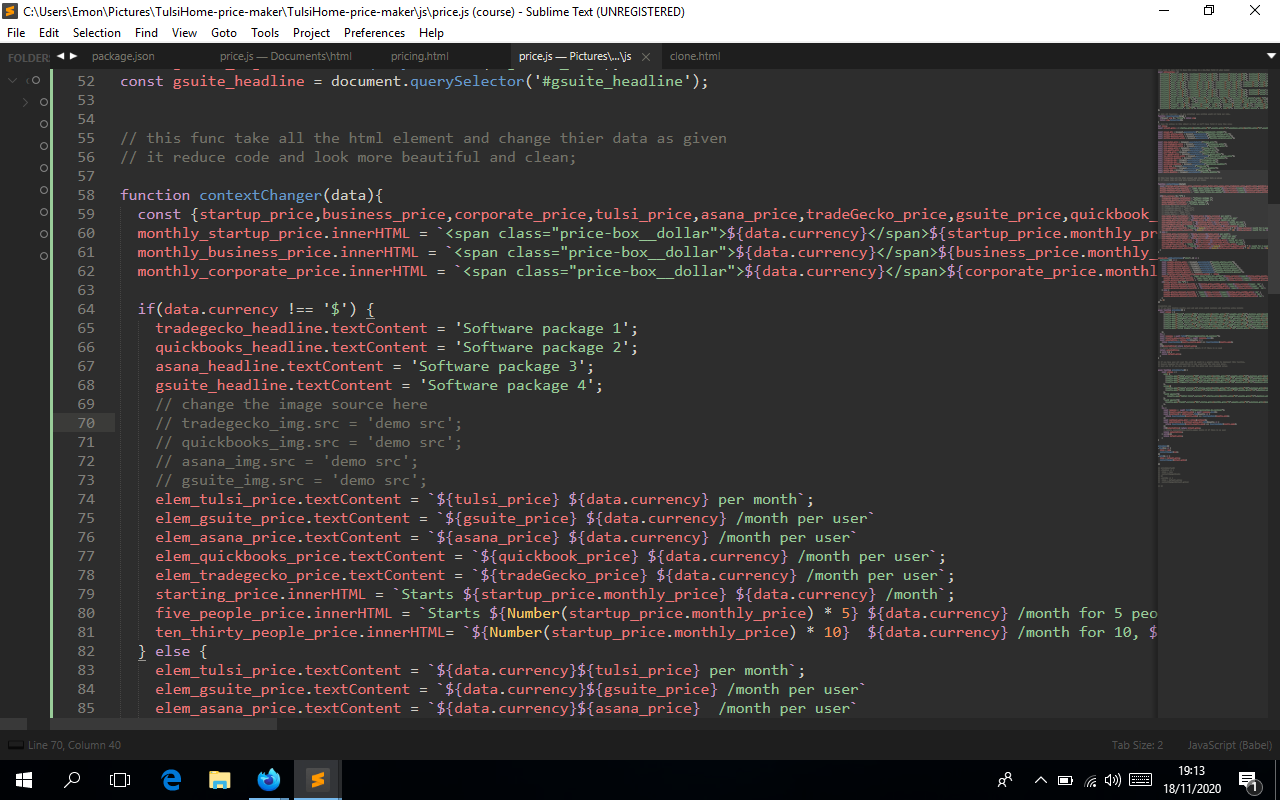 C:\Users\Emon\Pictures\TulsiHome-price-maker\TulsiHome-price-maker\js\price.js (course) - Sublime Text (UNREGISTERED)
File Edit Selection Find View Goto Tools Project Preferences Help
FOLDER package.json price.js — Documents\html pricing.html price.js — Pictures\...\js clone.html
52 const gsuite_headline = document.querySelector('#gsuite_headline');
53
54
55 // this func take all the html element and change thier data as given
56 // it reduce code and look more beautiful and clean;
57
58 function contextChanger(data){
59 const {startup_price,business_price,corporate_price,tulsi_price,asana_price,tradeGecko_price,gsuite_price,quickbook_
60 monthly_startup_price.innerHTML = `<span class="price-box__dollar">${data.currency}</span>${startup_price.monthly_pr
61 monthly_business_price.innerHTML = `<span class="price-box__dollar">${data.currency}</span>${business_price.monthly_
62 monthly_corporate_price.innerHTML = `<span class="price-box__dollar">${data.currency}</span>${corporate_price.monthl
63
64 if(data.currency !== '$') {
65 tradegecko_headline.textContent = 'Software package 1';
66 quickbooks_headline.textContent = 'Software package 2';
67 asana_headline.textContent = 'Software package 3';
68 gsuite_headline.textContent = 'Software package 4';
69 // change the image source here
70 // tradegecko_img.src = 'demo src';
71 // quickbooks_img.src = 'demo src';
72 // asana_img.src = 'demo src';
73 // gsuite_img.src = 'demo src';
74 elem_tulsi_price.textContent = `${tulsi_price} ${data.currency} per month`;
75 elem_gsuite_price.textContent = `${gsuite_price} ${data.currency} /month per user`
76 elem_asana_price.textContent = `${asana_price} ${data.currency} /month per user`
77 elem_quickbooks_price.textContent = `${quickbook_price} ${data.currency} /month per user`;
78 elem_tradegecko_price.textContent = `${tradeGecko_price} ${data.currency} /month per user`;
79 starting_price.innerHTML = `Starts ${startup_price.monthly_price} ${data.currency} /month`;
80 five_people_price.innerHTML = `Starts ${Number(startup_price.monthly_price) * 5} ${data.currency} /month for 5 peo
81 ten_thirty_people_price.innerHTML= `${Number(startup_price.monthly_price) * 10}  ${data.currency} /month for 10, $
82 } else {
83 elem_tulsi_price.textContent = `${data.currency}${tulsi_price} per month`;
84 elem_gsuite_price.textContent = `${data.currency}${gsuite_price} /month per user`
85 elem_asana_price.textContent = `${data.currency}${asana_price}  /month per user`
Line 70, Column 40 Tab Size: 2 JavaScript (Babel)
19:13
18/11/2020
1